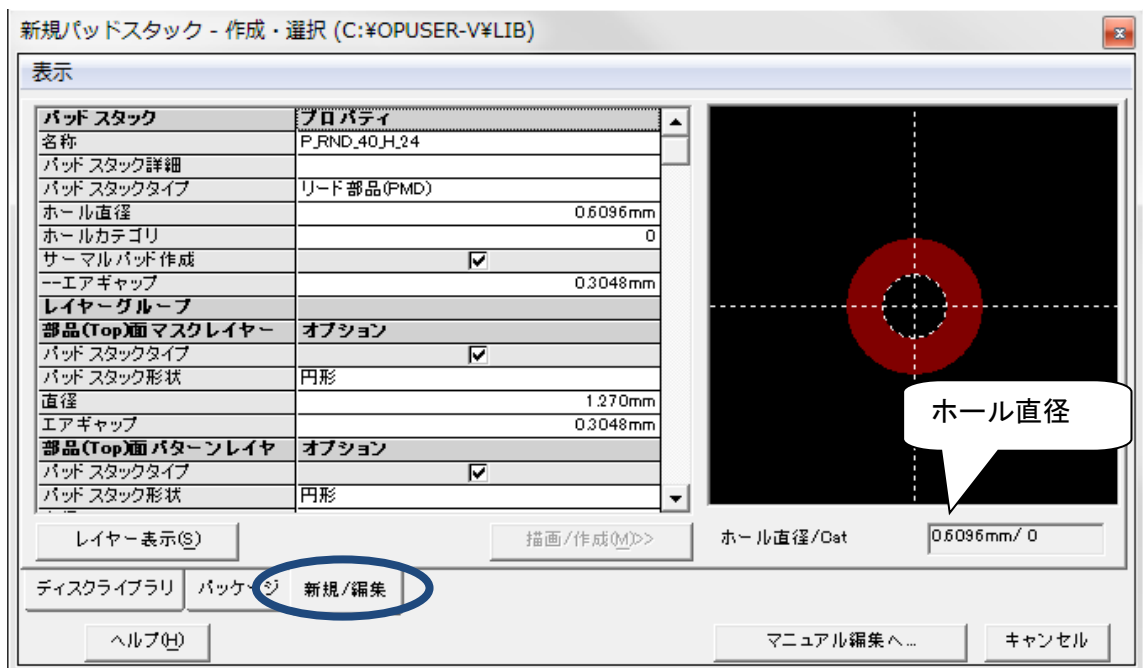 新規パッドスタック - 作成・選択 (C:¥OPUSER-V¥LIB)
表示
パッド スタック プロパティ
名称 P_RND_40_H_24
パッド スタック詳細
パッド スタックタイプ リード部品(PMD)
ホール直径 0.6096mm
ホールカテゴリ 0
サーマルパッド作成
--エアギャップ 0.3048mm
レイヤーグループ
部品(Top)面マスクレイヤー オプション
パッド スタックタイプ
パッド スタック形状 円形
直径 1.270mm
エアギャップ 0.3048mm
部品(Top)面パターンレイヤ オプション
パッド スタックタイプ
パッド スタック形状 円形
ホール直径
レイヤー表示(S) 描画/作成(M)>> ホール直径/Cat 0.6096mm/ 0
ディスクライブラリ パッケージ 新規/編集
ヘルプ(H) マニュアル編集へ... キャンセル